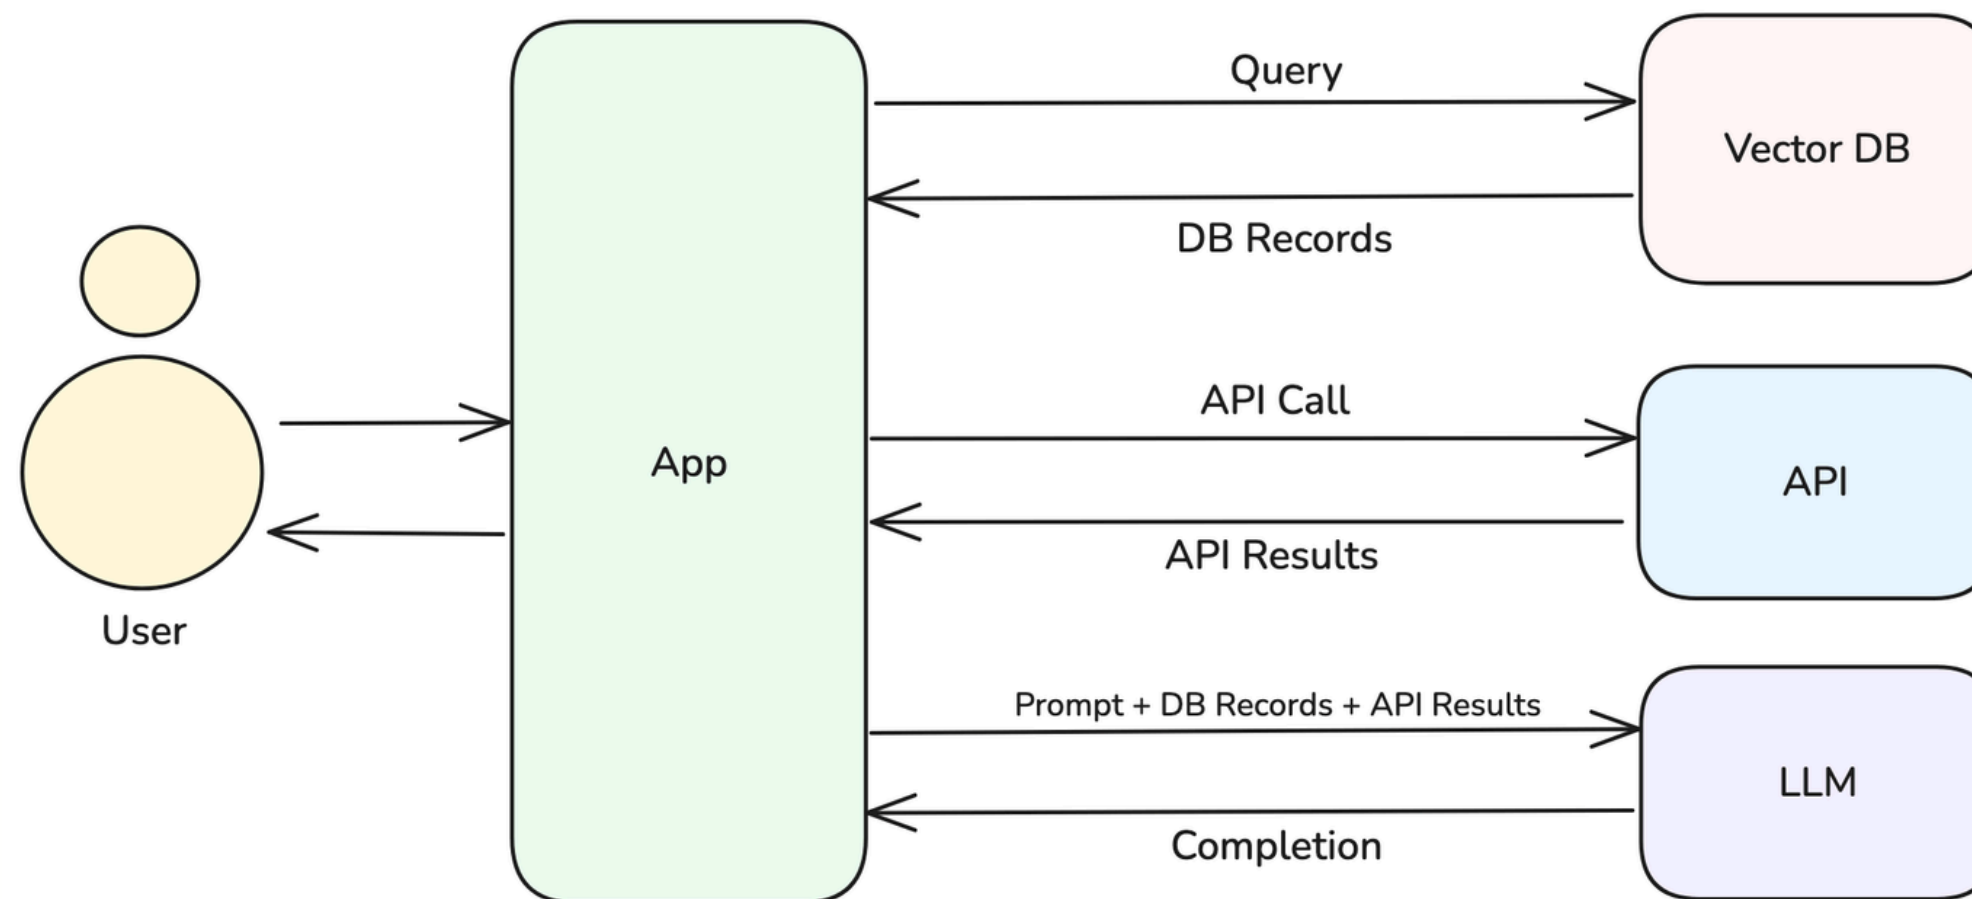 Query
Vector DB
DB Records
API Call
App
API
API Results
User
Prompt + DB Records + API Results
LLM
Completion